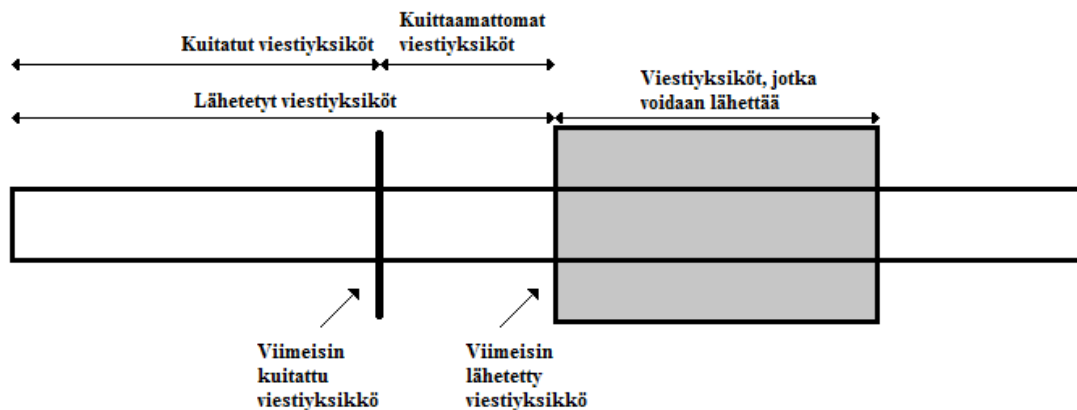 Kuittaamattomat
viestiyksiköt
Kuitatut viestiyksiköt
Viestiyksiköt, jotka
voidaan lähettää
Lähetetyt viestiyksiköt
Viimeisin
kuitattu
viestiyksikkö
Viimeisin
lähetetty
viestiyksikkö